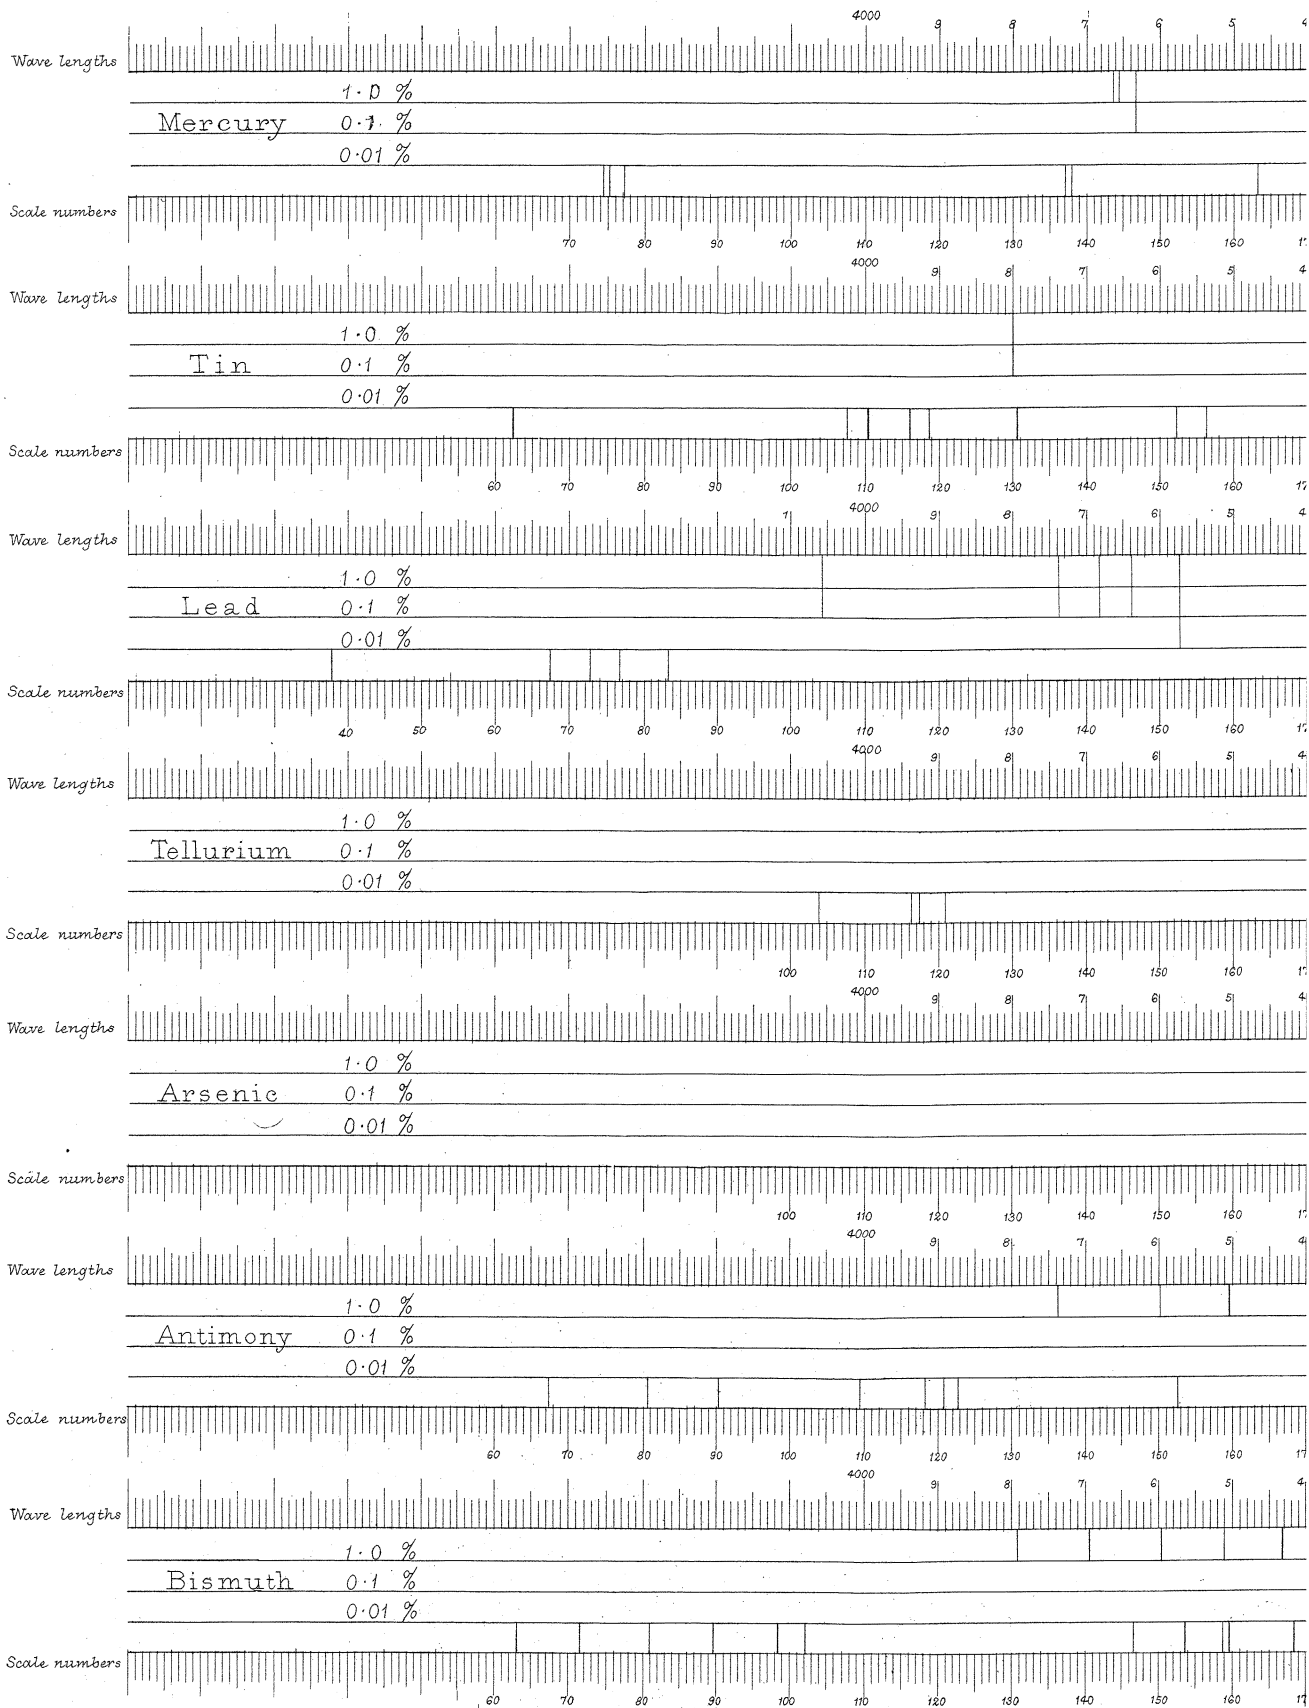 4000 9 8 7 6 5 4
Wave lengths
1·0 %
Mercury 0·1 %
0·01 %
Scale numbers
70 80 90 100 110 120 130 140 150 160 17
4000 9 8 7 6 5 4
Wave lengths
1·0 %
Tin 0·1 %
0·01 %
Scale numbers
60 70 80 90 100 110 120 130 140 150 160 17
1 4000 9 8 7 6 5 4
Wave lengths
1·0 %
Lead 0·1 %
0·01 %
Scale numbers
40 50 60 70 80 90 100 110 120 130 140 150 160 17
4000 9 8 7 6 5 4
Wave lengths
1·0 %
Tellurium 0·1 %
0·01 %
Scale numbers
100 110 120 130 140 150 160 17
4000 9 8 7 6 5 4
Wave lengths
1·0 %
Arsenic 0·1 %
0·01 %
Scale numbers
100 110 120 130 140 150 160 17
4000 9 8 7 6 5 4
Wave lengths
1·0 %
Antimony 0·1 %
0·01 %
Scale numbers
60 70 80 90 100 110 120 130 140 150 160 17
4000 9 8 7 6 5 4
Wave lengths
1·0 %
Bismuth 0·1 %
0·01 %
Scale numbers
60 70 80 90 100 110 120 130 140 150 160 17